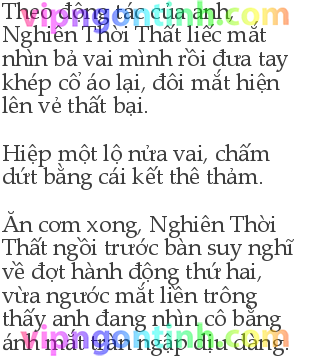 Theo động tác của anh,
Nghiên Thời Thất liếc mắt
nhìn bả vai mình rồi đưa tay
khép cổ áo lại, đôi mắt hiện
lên vẻ thất bại.
Hiệp một lộ nửa vai, chấm
dứt bằng cái kết thê thảm.
Ăn cơm xong, Nghiên Thời
Thất ngồi trước bàn suy nghĩ
về đợt hành động thứ hai,
vừa ngước mắt liền trông
thấy anh đang nhìn cô bằng
ánh mắt tràn ngập dịu dàng.
vipngontinh.com
vipngontinh.com